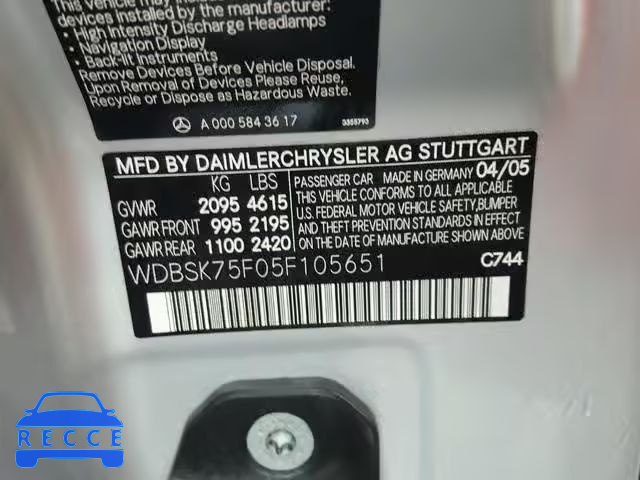 This vehicle may
devices installed by the manufacturer:
- High Intensity Discharge Headlamps
- Navigation Display
- Back-lit Instruments
Remove Devices Before Vehicle Disposal.
Upon Removal of Devices Please Reuse,
Recycle or Dispose as Hazardous Waste.
A 000 584 36 17
3355793
MFD BY DAIMLERCHRYSLER AG STUTTGART
KG LBS
GVWR 2095 4615
GAWR FRONT 995 2195
GAWR REAR 1100 2420
PASSENGER CAR MADE IN GERMANY 04/05
THIS VEHICLE CONFORMS TO ALL APPLICABLE
U.S. FEDERAL MOTOR VEHICLE SAFETY, BUMPER
AND THEFT PREVENTION STANDARDS IN EFFECT
ON THE DATE OF MANUFACTURE SHOWN ABOVE.
WDBSK75F05F105651
C744
RECCE